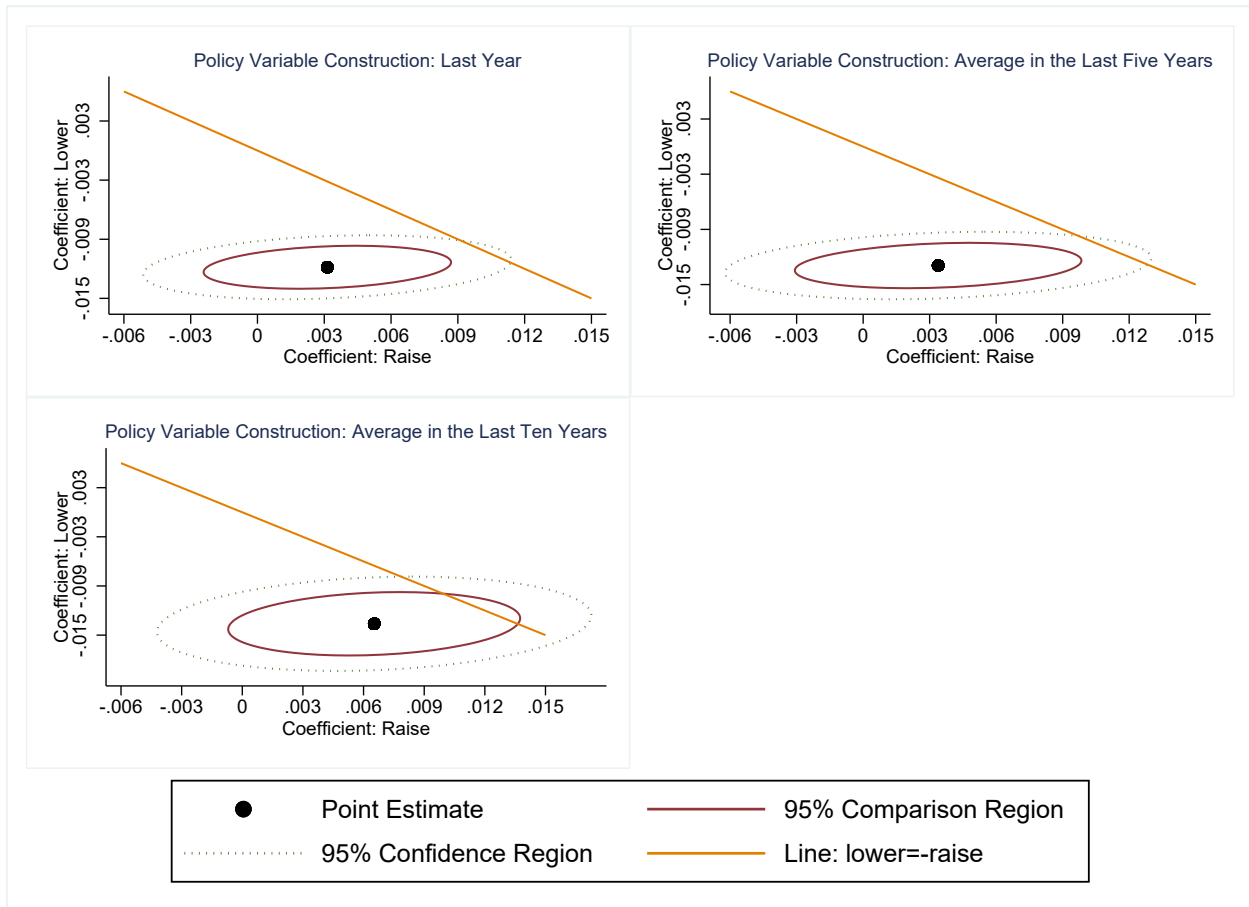 Policy Variable Construction: Last Year
Coefficient: Lower
.003
-.003
-.009
-.015
-.006 -.003 0 .003 .006 .009 .012 .015
Coefficient: Raise
Policy Variable Construction: Average in the Last Five Years
Coefficient: Lower
.003
-.003
-.009
-.015
-.006 -.003 0 .003 .006 .009 .012 .015
Coefficient: Raise
Policy Variable Construction: Average in the Last Ten Years
Coefficient: Lower
.003
-.003
-.009
-.015
-.006 -.003 0 .003 .006 .009 .012 .015
Coefficient: Raise
Point Estimate
95% Comparison Region
95% Confidence Region
Line: lower=-raise